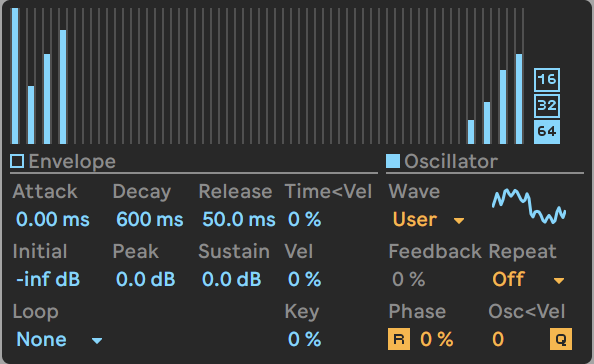 16
32
64
Envelope Oscillator
Attack Decay Release Time<Vel Wave
0.00 ms 600 ms 50.0 ms 0 % User
Initial Peak Sustain Vel Feedback Repeat
-inf dB 0.0 dB 0.0 dB 0 % 0 % Off
Loop Key Phase Osc<Vel
None 0 % R 0 % 0 Q